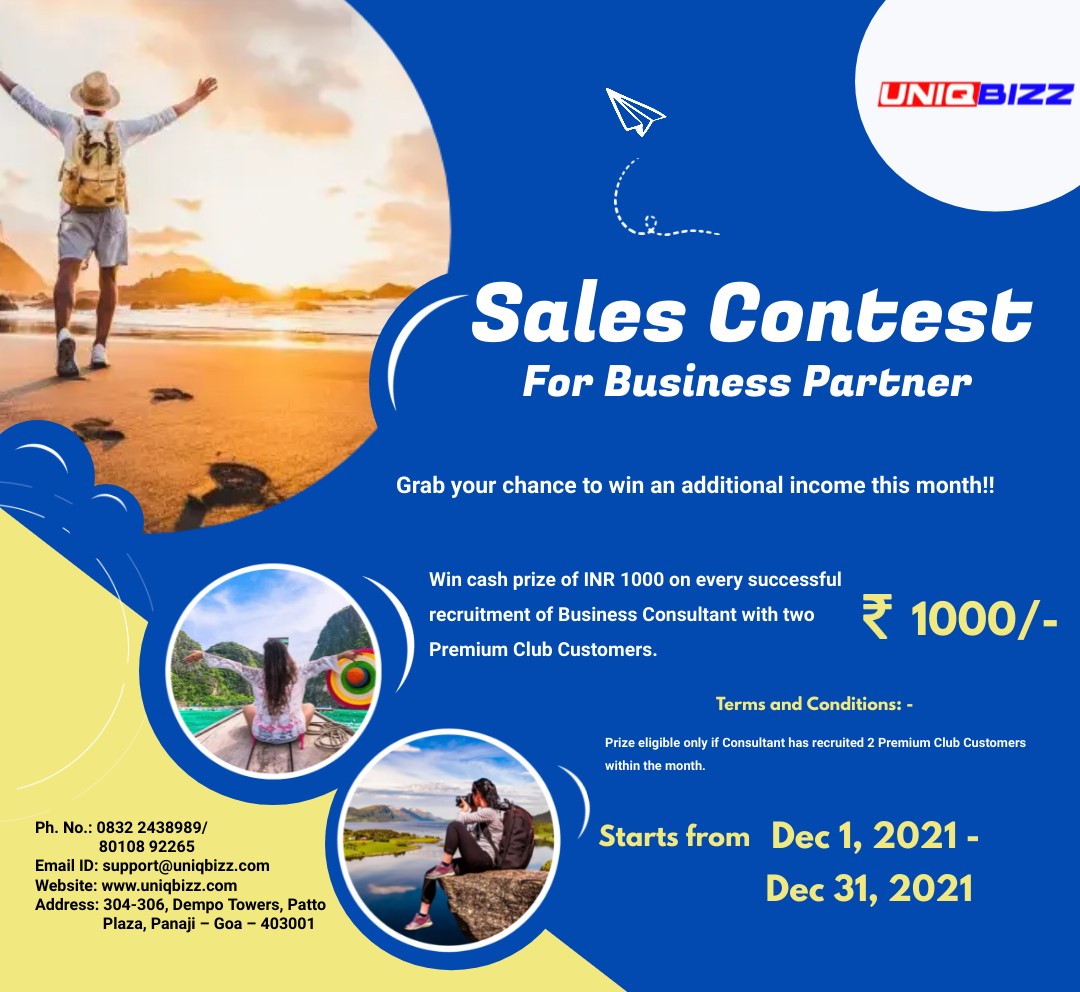 UNIQBIZZ
Sales Contest
For Business Partner
Grab your chance to win an additional income this month!!
Win cash prize of INR 1000 on every successful
recruitment of Business Consultant with two
Premium Club Customers.
₹ 1000/-
Terms and Conditions: -
Prize eligible only if Consultant has recruited 2 Premium Club Customers
within the month.
Starts from Dec 1, 2021 -
Dec 31, 2021
Ph. No.: 0832 2438989/
80108 92265
Email ID: support@uniqbizz.com
Website: www.uniqbizz.com
Address: 304-306, Dempo Towers, Patto
Plaza, Panaji – Goa – 403001